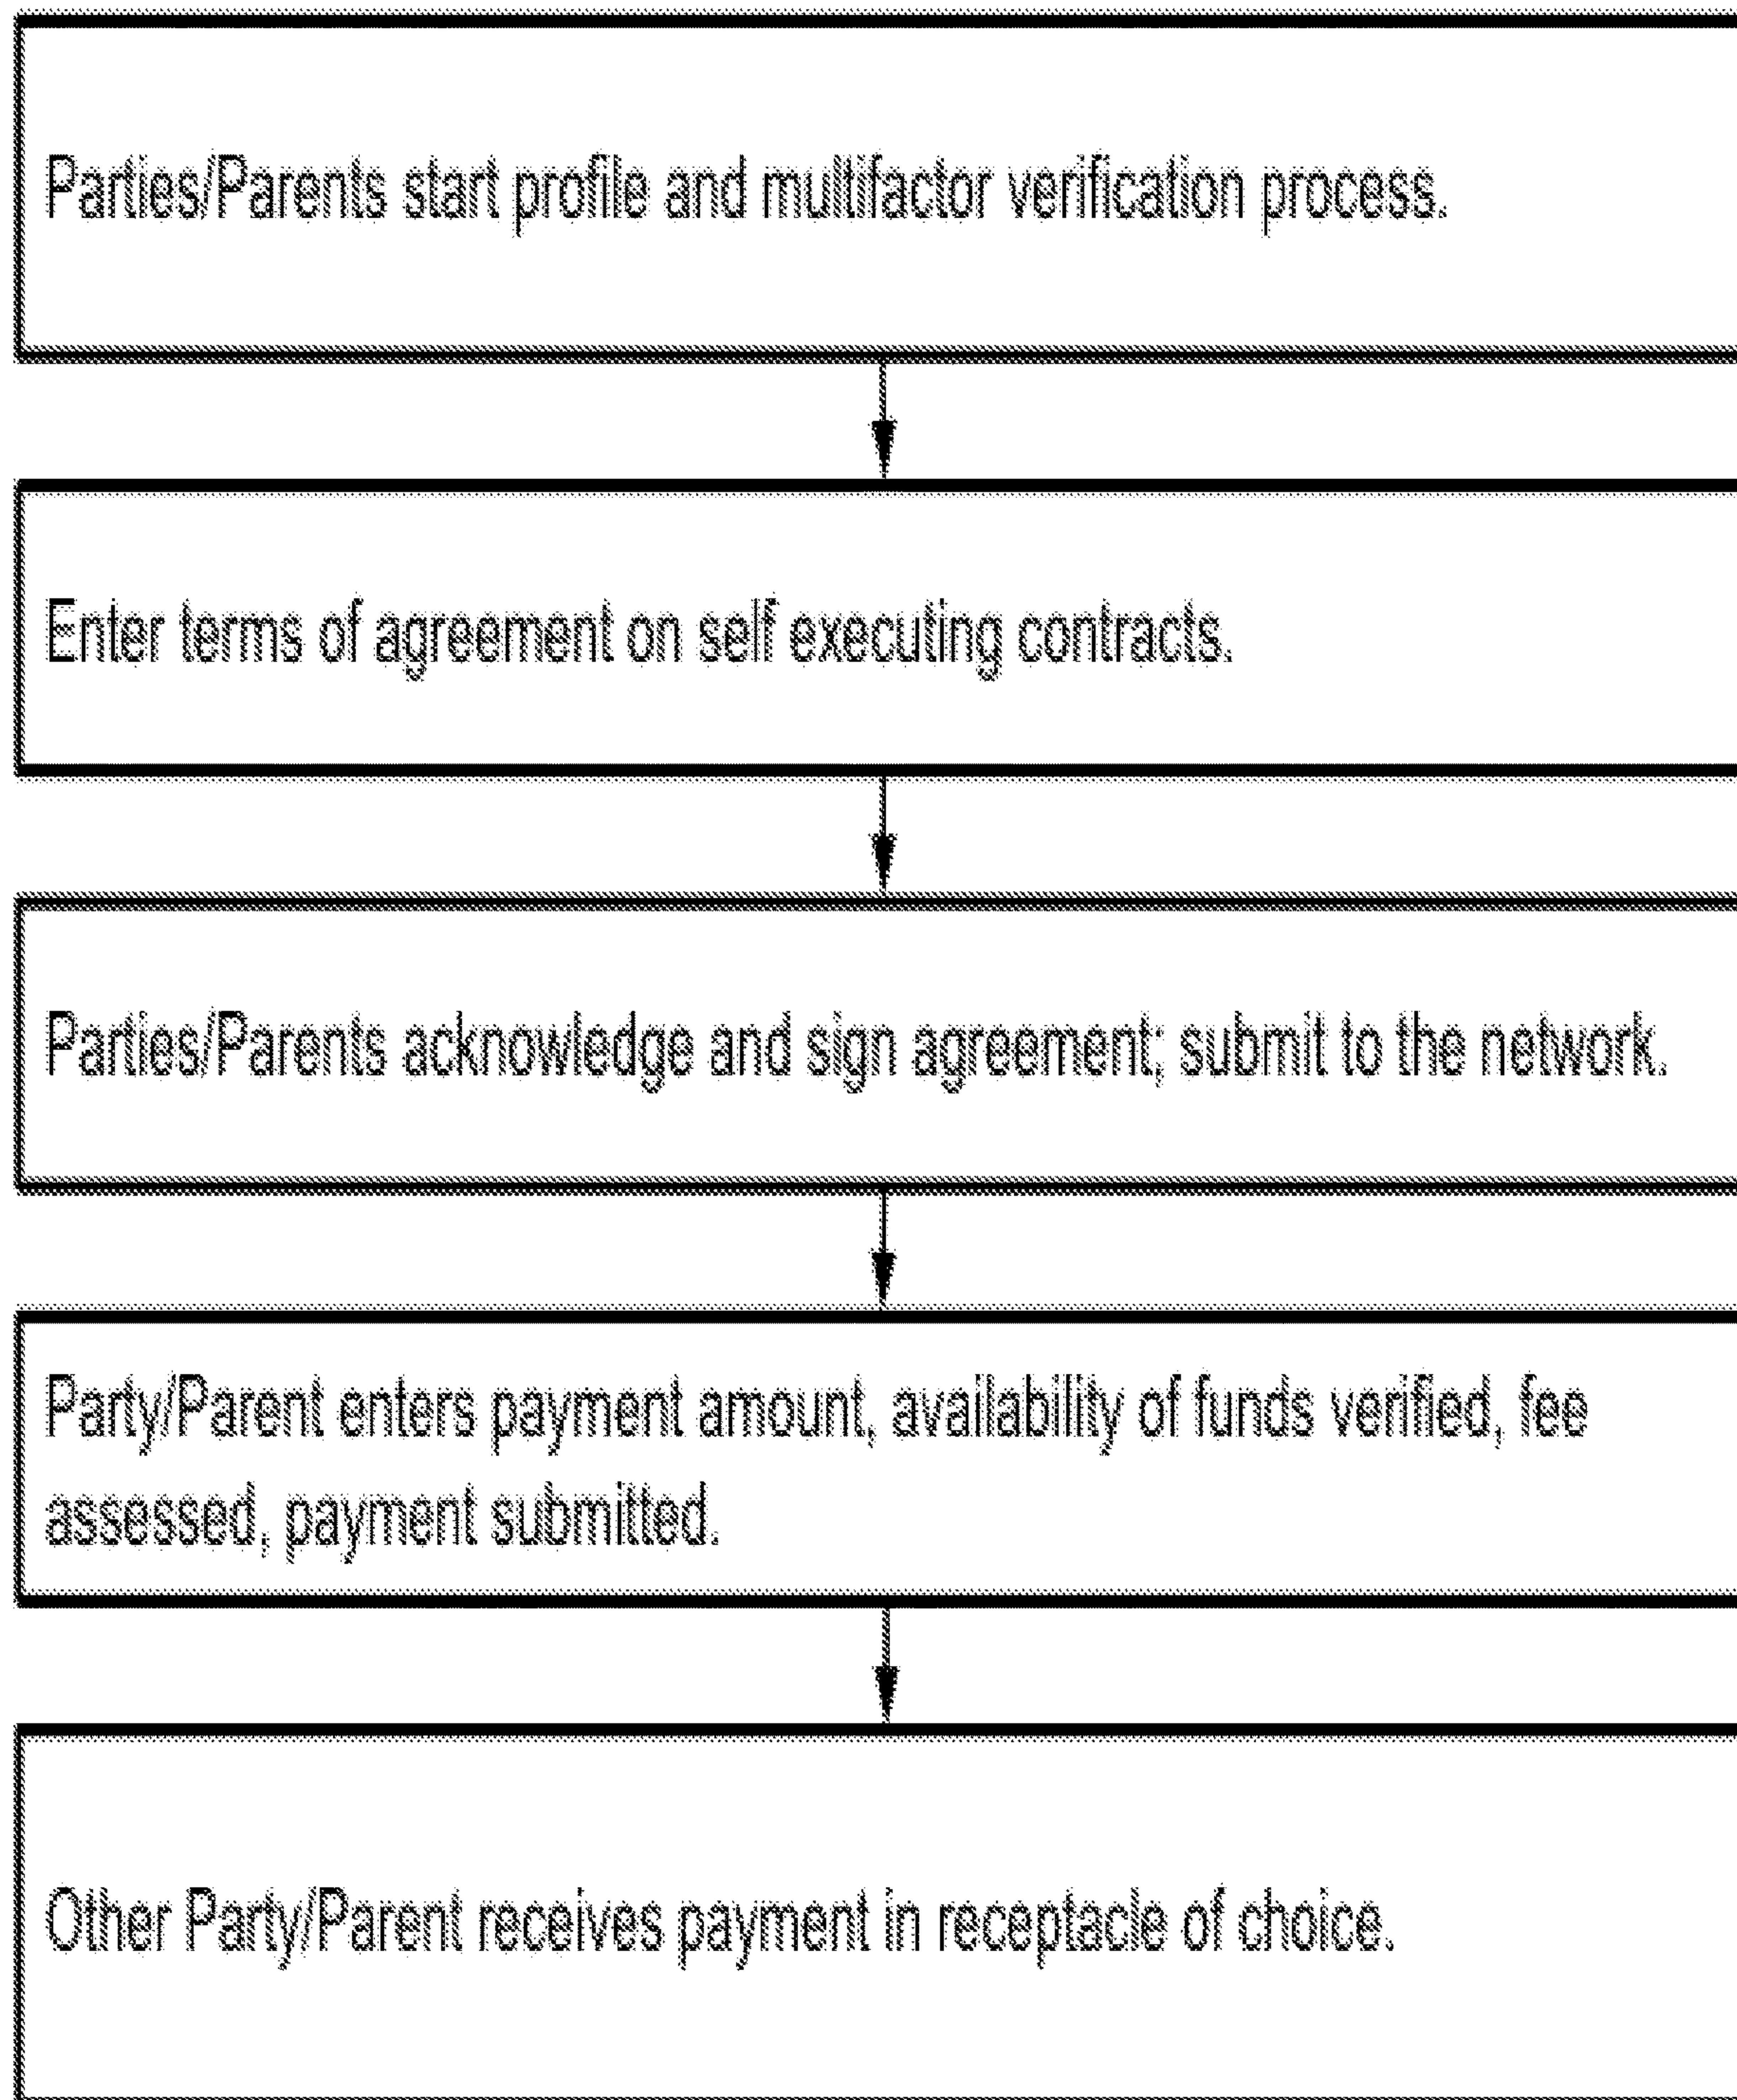 Parties/Parents start profile and multifactor verification process.
Enter terms of agreement on self executing contracts.
Parties/Parents acknowledge and sign agreement; submit to the network.
Party/Parent enters payment amount, availability of funds verified, fee
assessed, payment submitted.
Other Party/Parent receives payment in receptacle of choice.